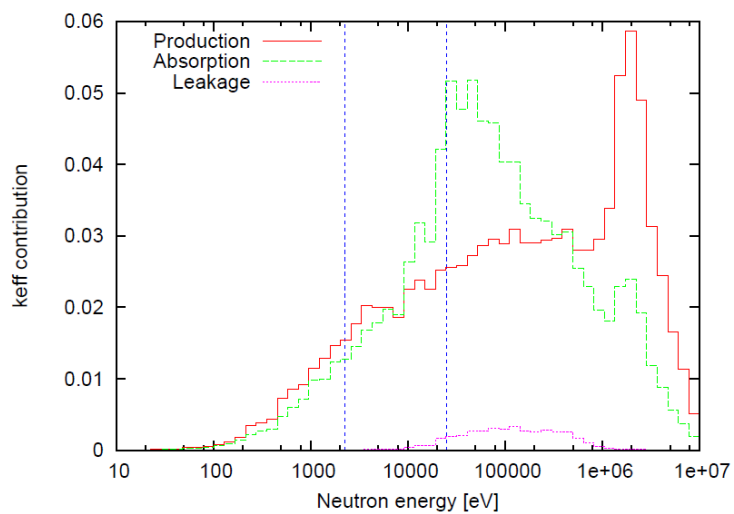 0.06
0.05
0.04
0.03
0.02
0.01
0
keff contribution
Production
Absorption
Leakage
10 100 1000 10000 100000 1e+06 1e+07
Neutron energy [eV]